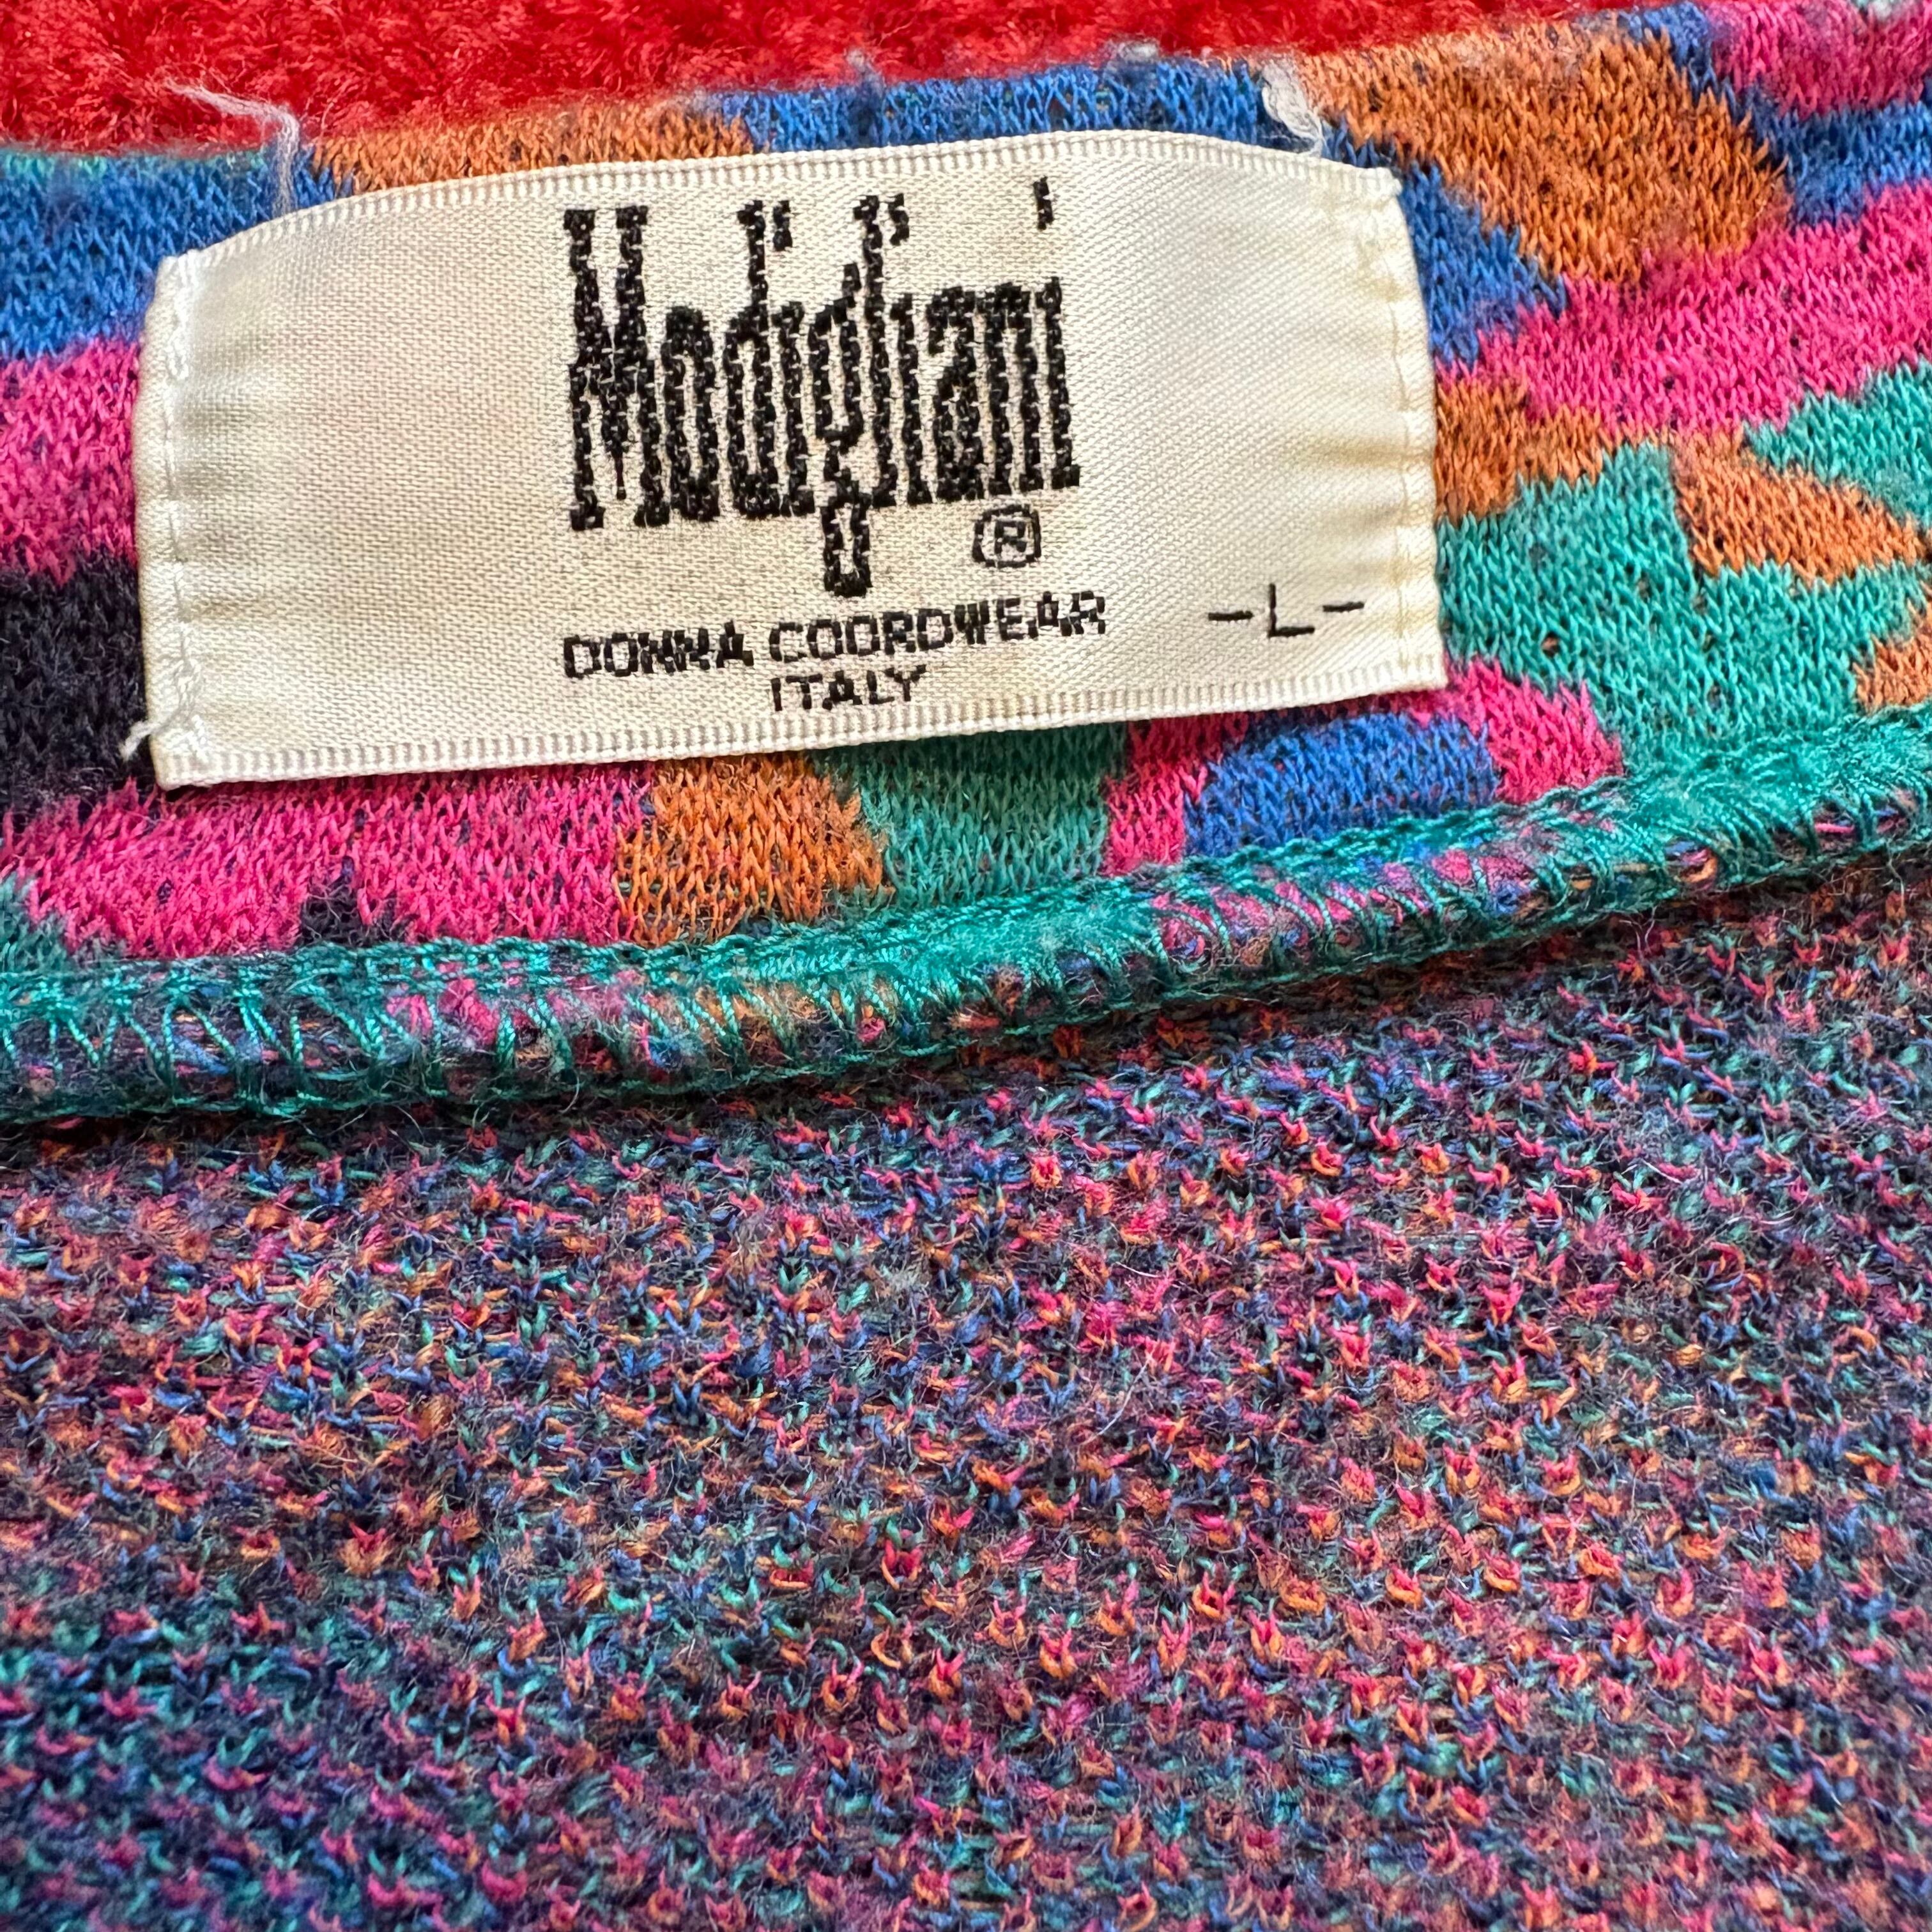 Modigliani
®
DONNA COORDWEAR -L-
ITALY